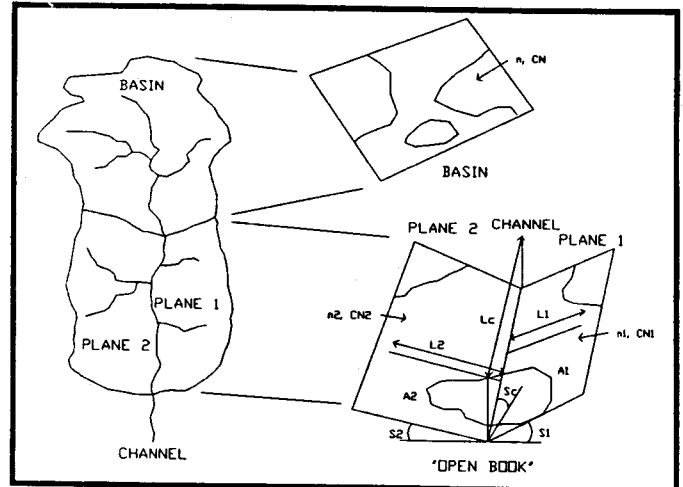 BASIN
n, CN
BASIN
PLANE 2
CHANNEL
PLANE 1
n2, CN2
Lc
L1
n1, CN1
L2
PLANE 1
PLANE 2
A2
Sc
A1
S2
S1
CHANNEL
"OPEN BOOK"